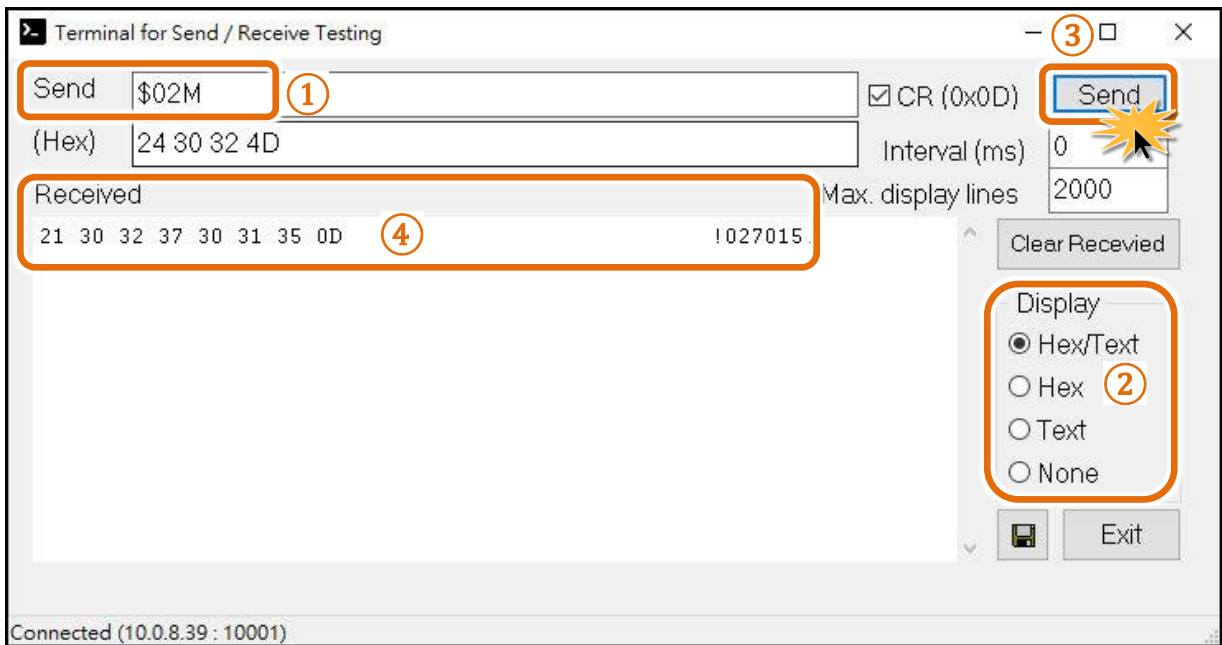 Terminal for Send / Receive Testing
③
Send $02M ① CR (0x0D) Send
(Hex) 24 30 32 4D Interval (ms) 0
Received Max. display lines 2000
21 30 32 37 30 31 35 0D ④ !027015. Clear Recevied
Display
Hex/Text
Hex ②
Text
None
Exit
Connected (10.0.8.39 : 10001)